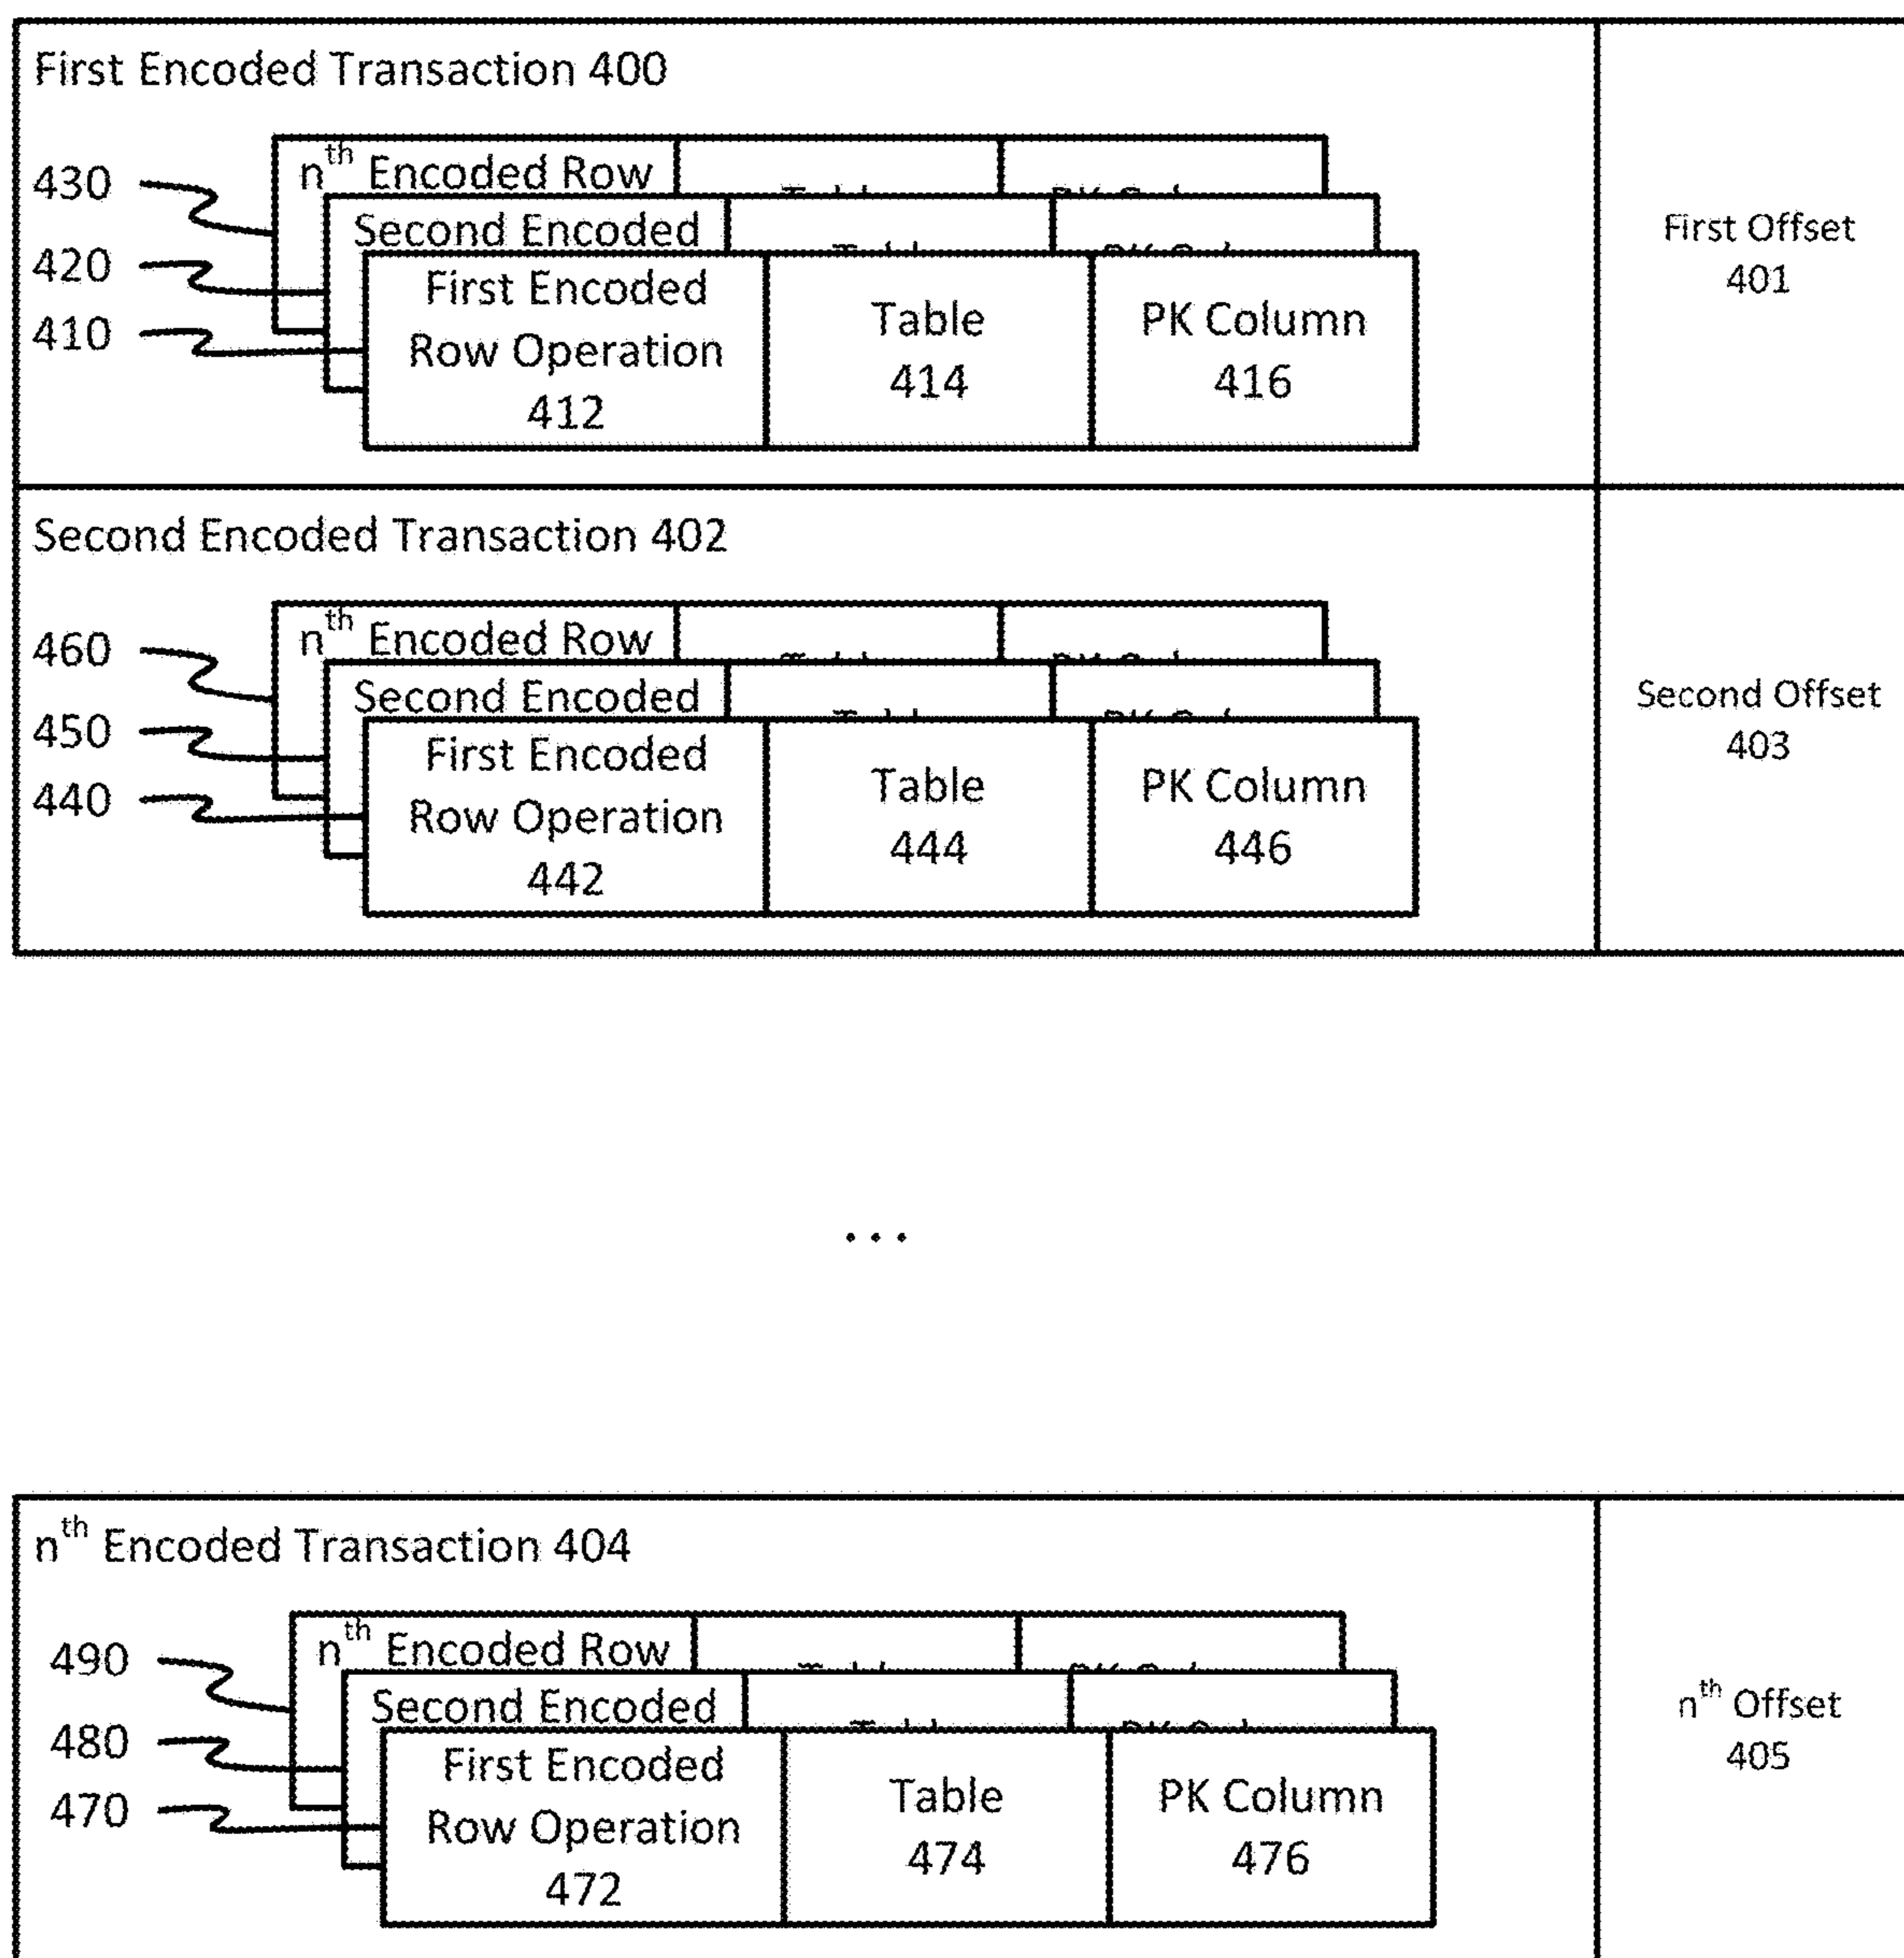 First Encoded Transaction 400
430
420
410
nth Encoded Row
Second Encoded
First Encoded
Row Operation
412
Table
414
PK Column
416
First Offset
401
Second Encoded Transaction 402
460
450
440
nth Encoded Row
Second Encoded
First Encoded
Row Operation
442
Table
444
PK Column
446
Second Offset
403
...
nth Encoded Transaction 404
490
480
470
nth Encoded Row
Second Encoded
First Encoded
Row Operation
472
Table
474
PK Column
476
nth Offset
405